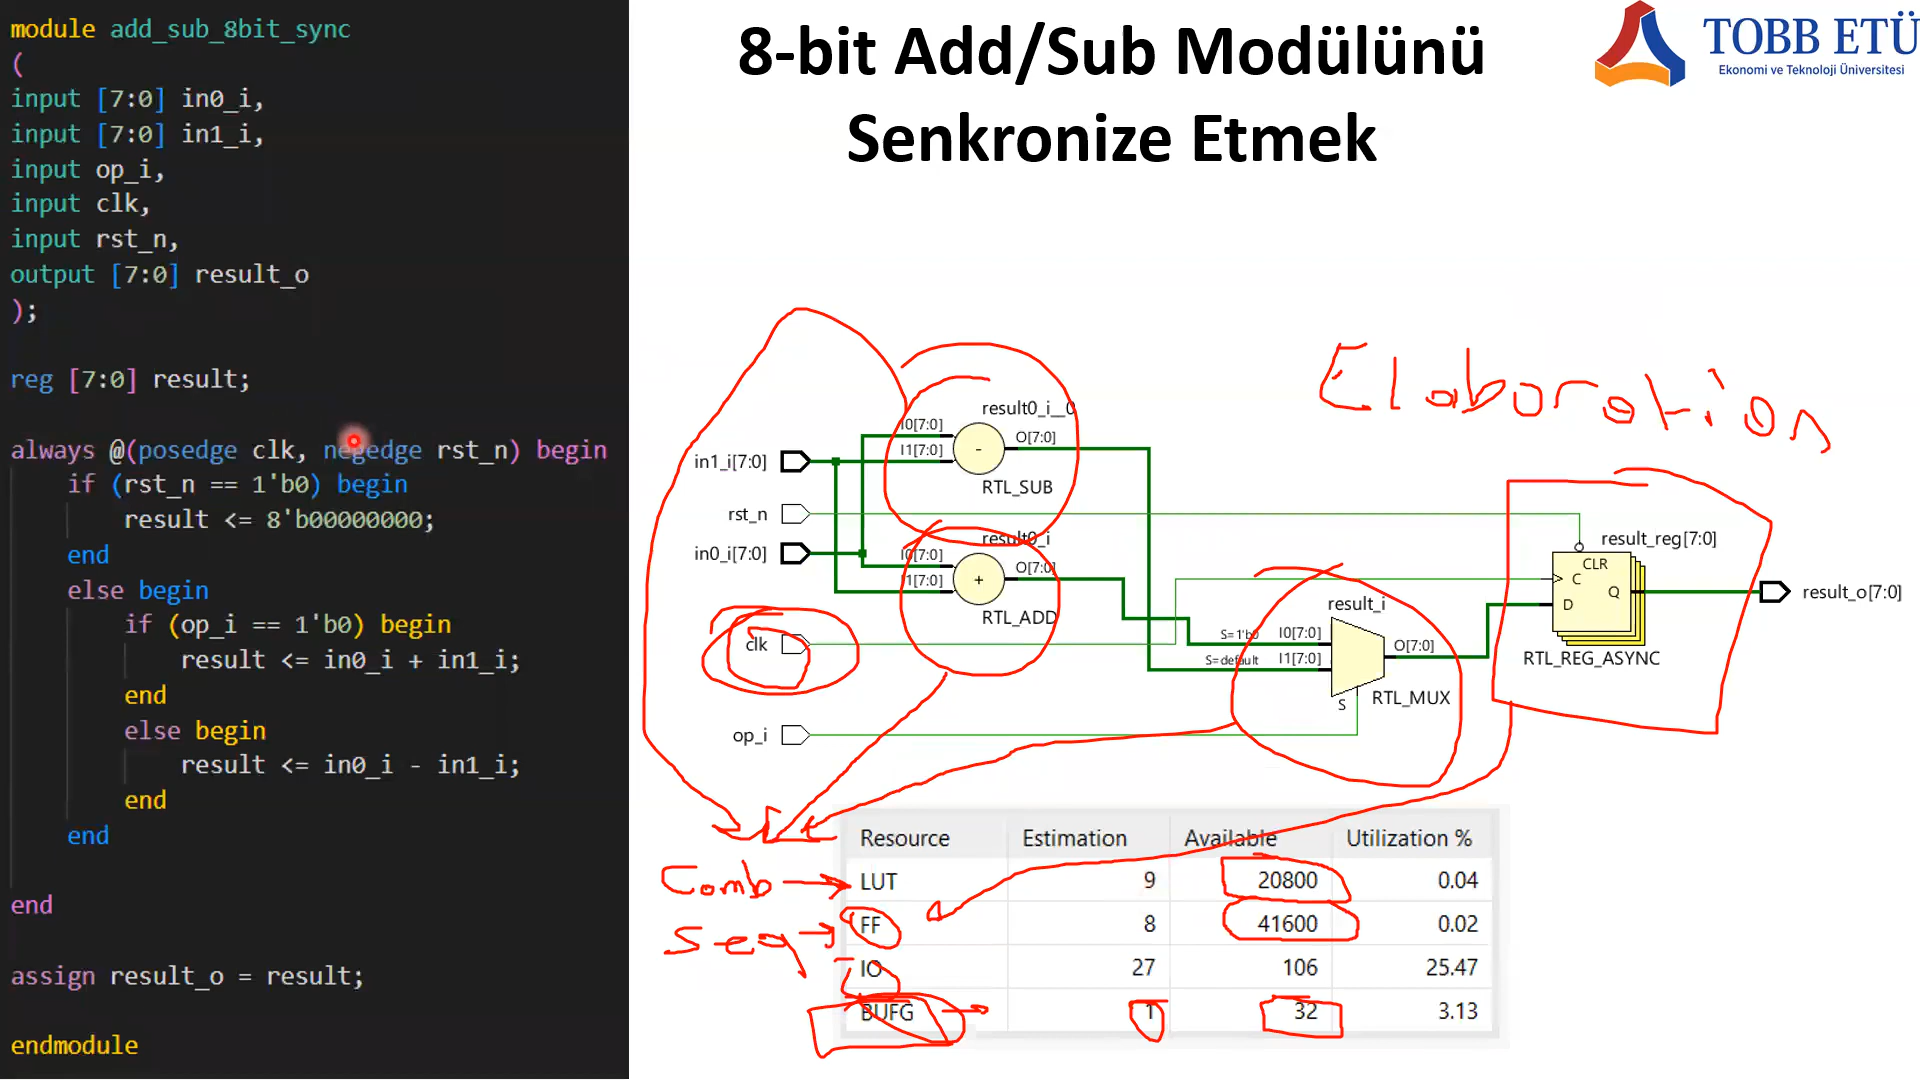 module add_sub_8bit_sync
(
input [7:0] in0_i,
input [7:0] in1_i,
input op_i,
input clk,
input rst_n,
output [7:0] result_o
);
reg [7:0] result;
always @(posedge clk, negedge rst_n) begin
if (rst_n == 1'b0) begin
result <= 8'b00000000;
end
else begin
if (op_i == 1'b0) begin
result <= in0_i + in1_i;
end
else begin
result <= in0_i - in1_i;
end
end
end
assign result_o = result;
endmodule
8-bit Add/Sub Modülünü
Senkronize Etmek
TOBB ETÜ
Ekonomi ve Teknoloji Üniversitesi
Elaboration
result0_i__0
I0[7:0]
I1[7:0]
-
O[7:0]
RTL_SUB
in1_i[7:0]
rst_n
in0_i[7:0]
result0_i
I0[7:0]
I1[7:0]
+
O[7:0]
RTL_ADD
clk
op_i
result_i
S=1'b0
I0[7:0]
S=default
I1[7:0]
O[7:0]
S
RTL_MUX
result_reg[7:0]
CLR
C
D
Q
RTL_REG_ASYNC
result_o[7:0]
Resource Estimation Available Utilization %
Comb LUT 9 20800 0.04
Seq FF 8 41600 0.02
IO 27 106 25.47
BUFG 1 32 3.13